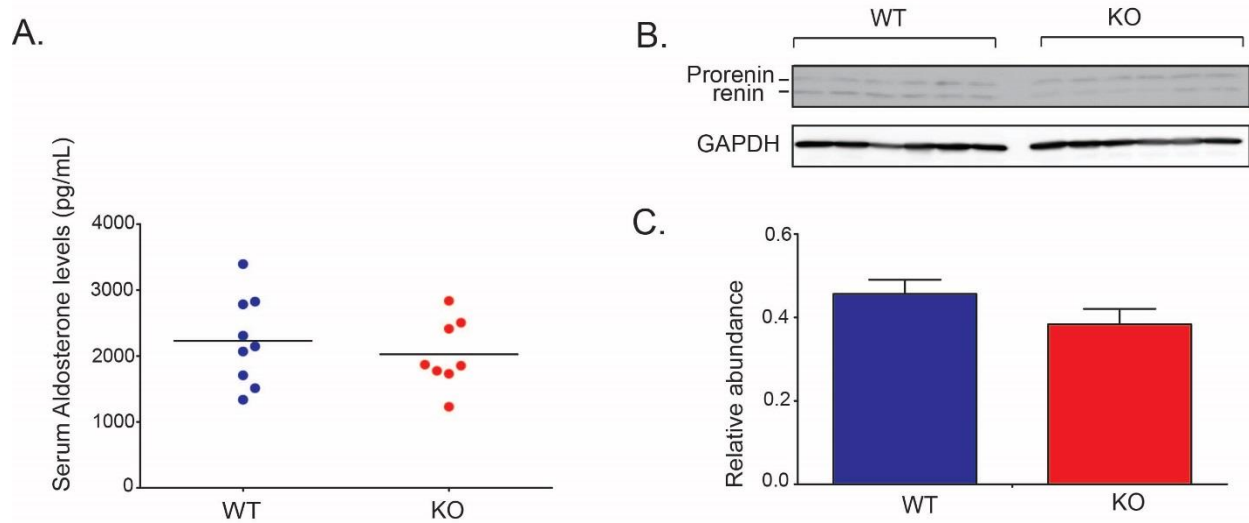 A.
Serum Aldosterone levels (pg/mL)
4000
3000
2000
1000
0
WT
KO
B.
WT
KO
Prorenin
renin
GAPDH
C.
Relative abundance
0.6
0.4
0.2
0.0
WT
KO